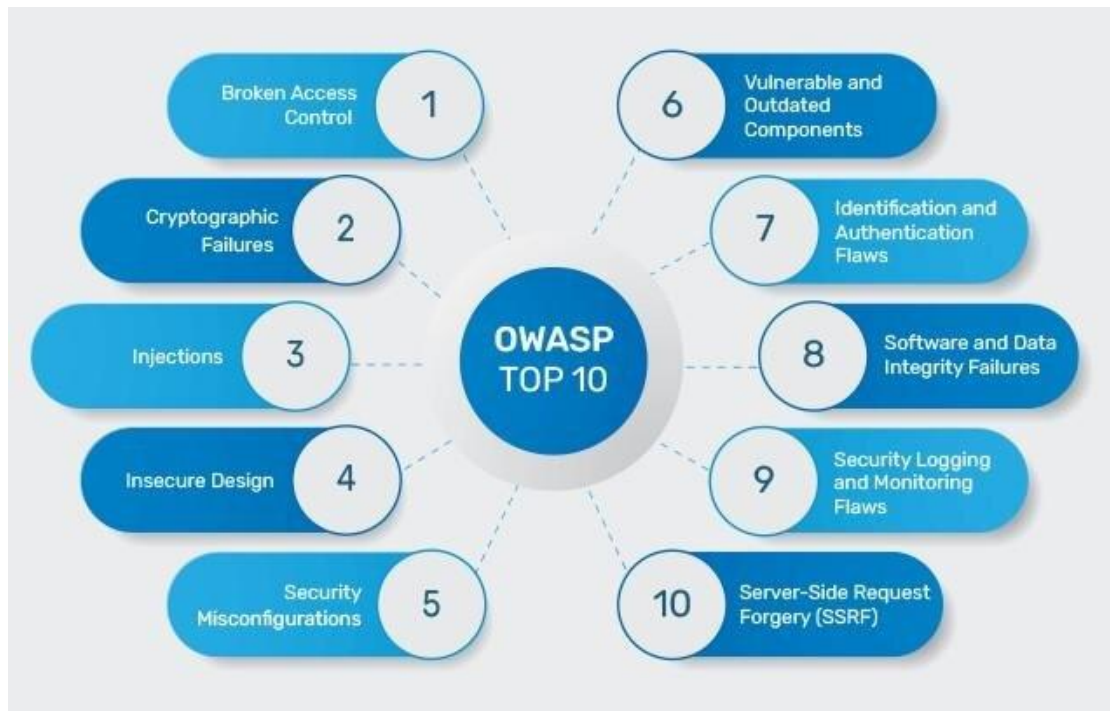 Broken Access
Control
1
Cryptographic
Failures
2
Injections
3
Insecure Design
4
Security
Misconfigurations
5
OWASP
TOP 10
6
Vulnerable and
Outdated
Components
7
Identification and
Authentication
Flaws
8
Software and Data
Integrity Failures
9
Security Logging
and Monitoring
Flaws
10
Server-Side Request
Forgery (SSRF)